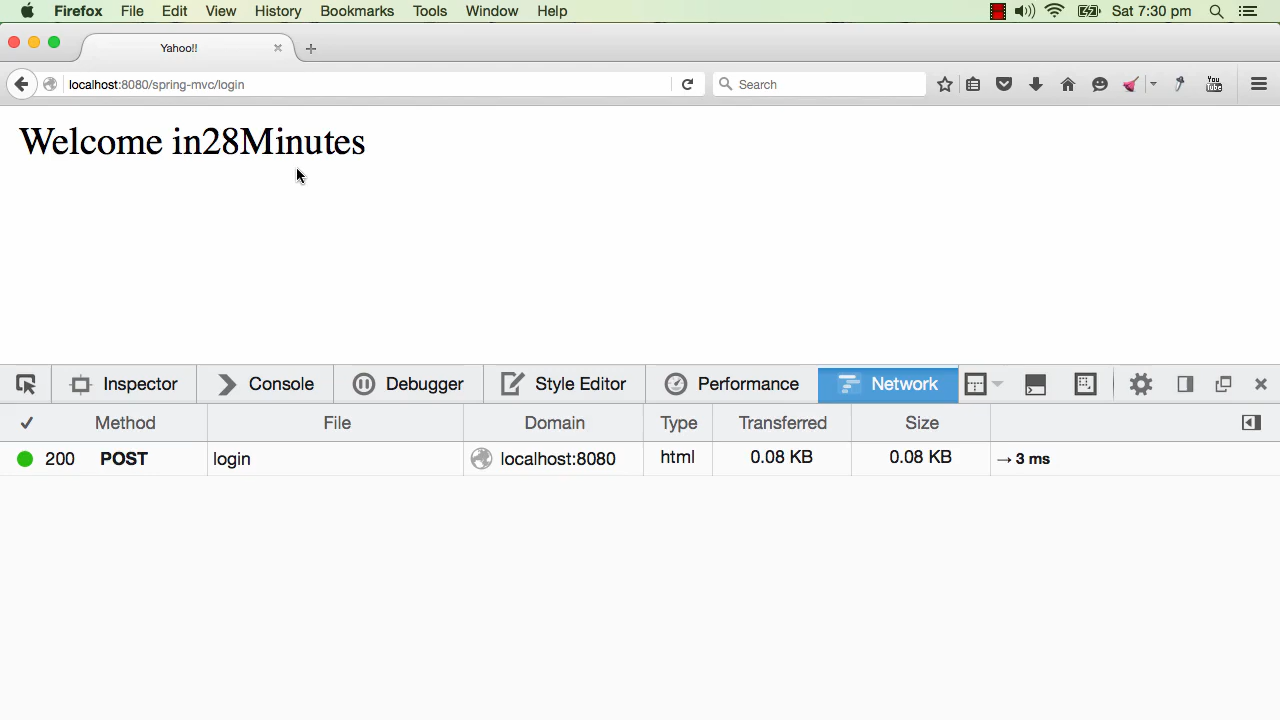 Firefox File Edit View History Bookmarks Tools Window Help Sat 7:30 pm
Yahoo!!
localhost:8080/spring-mvc/login Search You Tube
Welcome in28Minutes
Inspector Console Debugger Style Editor Performance Network
✓ Method File Domain Type Transferred Size
200 POST login localhost:8080 html 0.08 KB 0.08 KB → 3 ms